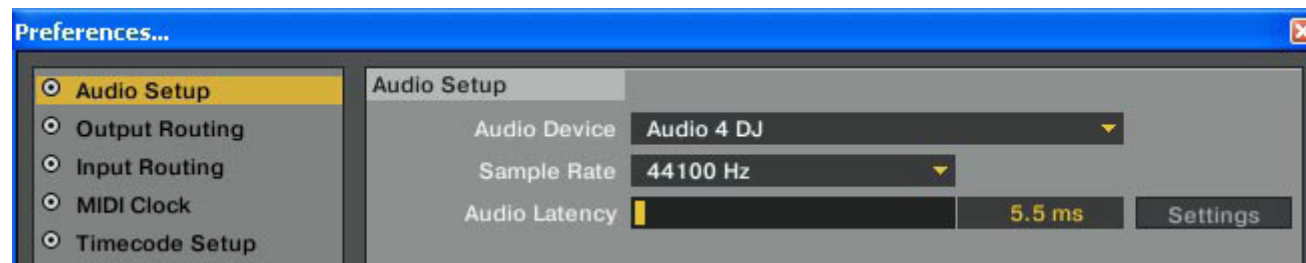 Preferences...
Audio Setup
Output Routing
Input Routing
MIDI Clock
Timecode Setup
Audio Setup
Audio Device Audio 4 DJ
Sample Rate 44100 Hz
Audio Latency 5.5 ms Settings